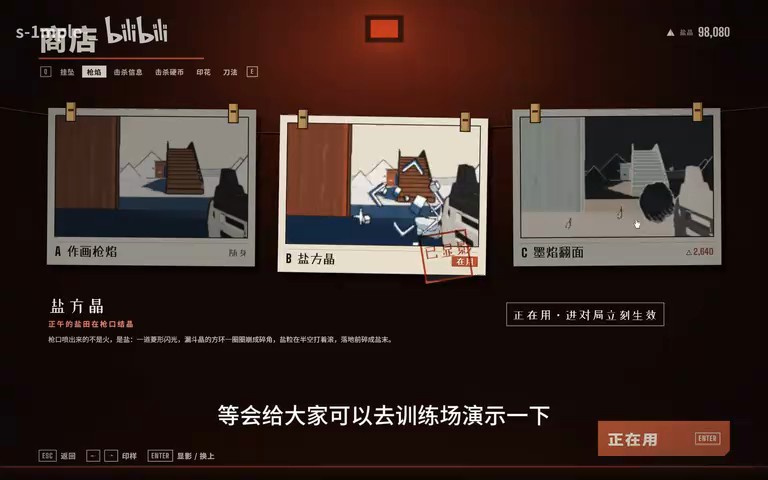 s-1mple
商店 bilibili
▲ 盐晶 98,080
Q 挂坠 枪焰 击杀信息 击杀硬币 印花 刀法 E
A 作画枪焰 随身
B 盐方晶 在用
已显影
C 墨焰翻面 △2,640
盐方晶
正午的盐田在枪口结晶
枪口喷出来的不是火，是盐：一道菱形闪光，漏斗晶的方环一圈圈崩成碎角，盐粒在半空打着滚，落地前碎成盐末。
正在用·进对局立刻生效
等会给大家可以去训练场演示一下
正在用 ENTER
ESC 返回 ← → 印样 ENTER 显影 / 换上